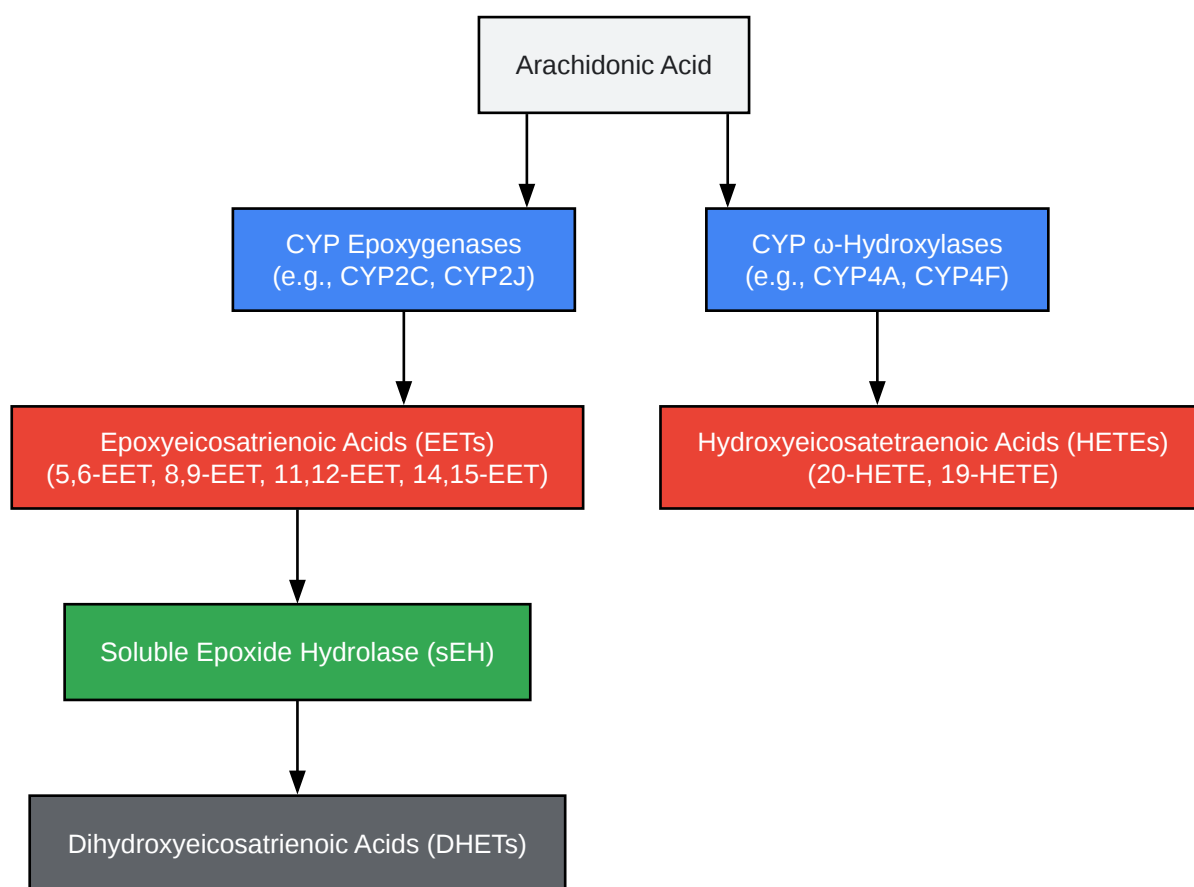 Arachidonic Acid
CYP Epoxygenases
(e.g., CYP2C, CYP2J)
CYP ω-Hydroxylases
(e.g., CYP4A, CYP4F)
Epoxyeicosatrienoic Acids (EETs)
(5,6-EET, 8,9-EET, 11,12-EET, 14,15-EET)
Hydroxyeicosatetraenoic Acids (HETEs)
(20-HETE, 19-HETE)
Soluble Epoxide Hydrolase (sEH)
Dihydroxyeicosatrienoic Acids (DHETs)